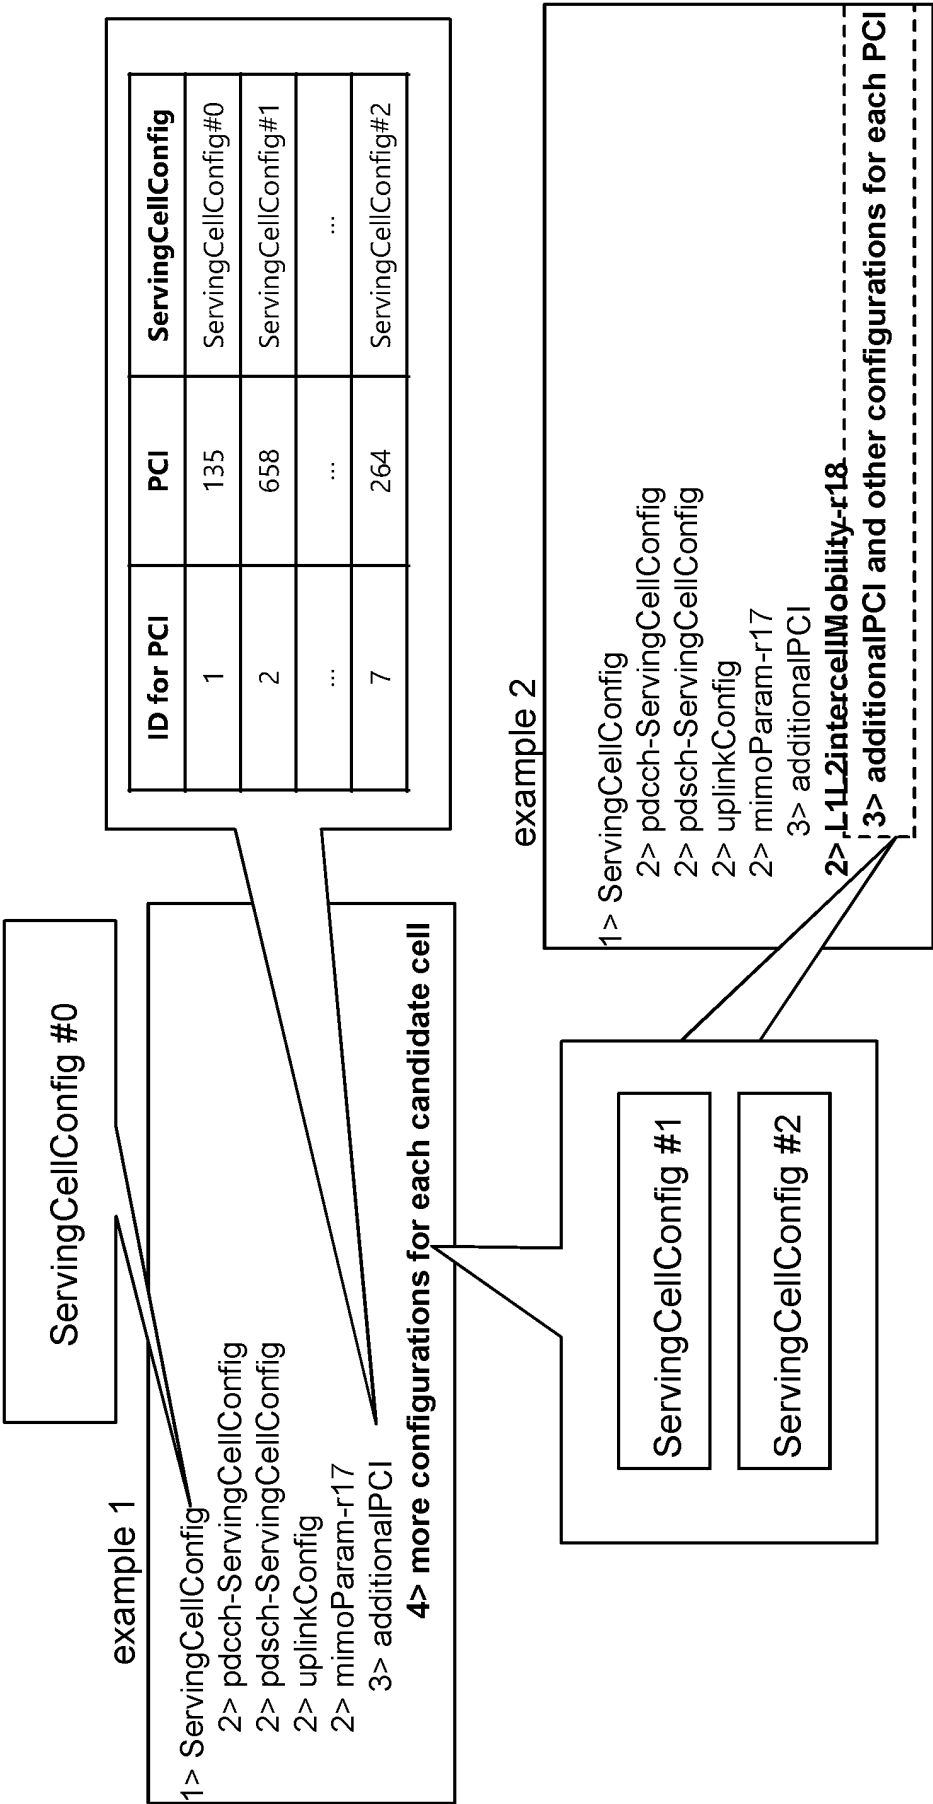 ServingCellConfig #0
example 1
1> ServingCellConfig
2> pdcch-ServingCellConfig
2> pdsch-ServingCellConfig
2> uplinkConfig
2> mimoParam-r17
3> additionalPCI
4> more configurations for each candidate cell
ID for PCI PCI ServingCellConfig
1 135 ServingCellConfig#0
2 658 ServingCellConfig#1
... ... ...
7 264 ServingCellConfig#2
ServingCellConfig #1
ServingCellConfig #2
example 2
1> ServingCellConfig
2> pdcch-ServingCellConfig
2> pdsch-ServingCellConfig
2> uplinkConfig
2> mimoParam-r17
3> additionalPCI
2> L1L2intercellMobility-r18
3> additionalPCI and other configurations for each PCI